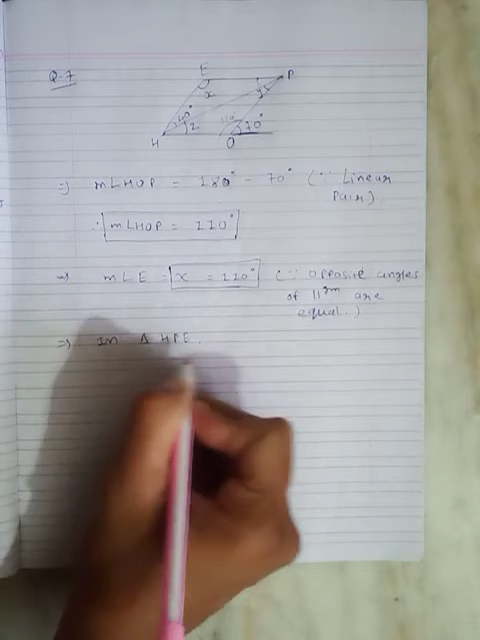 Q.7
E
P
x
y
40°
z
110°
70°
H
O
⇒ m∠HOP = 180° - 70° (∵ Linear
Pair)
∴ m∠HOP = 110°
⇒ m∠E = x = 110° (∵ opposite angles
of ||gm are
equal.)
⇒ In Δ HPE.